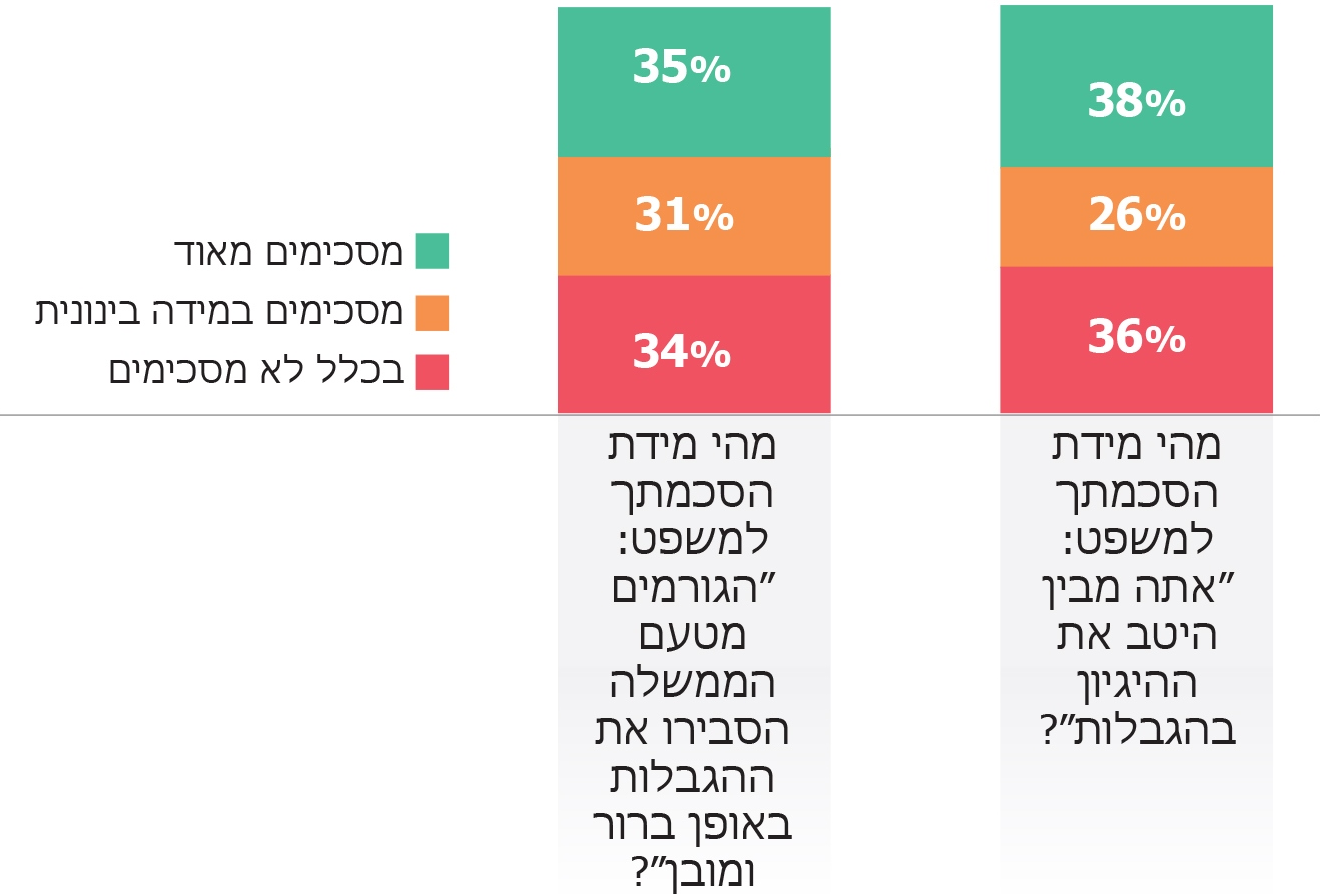 38%
26%
36%
מהי מידת
הסכמתך
למשפט:
"אתה מבין
היטב את
ההיגיון
בהגבלות"?
35%
31%
34%
מהי מידת
הסכמתך
למשפט:
"הגורמים
מטעם
הממשלה
הסבירו את
ההגבלות
באופן ברור
ומובן"?
מסכימים מאוד
מסכימים במידה בינונית
בכלל לא מסכימים